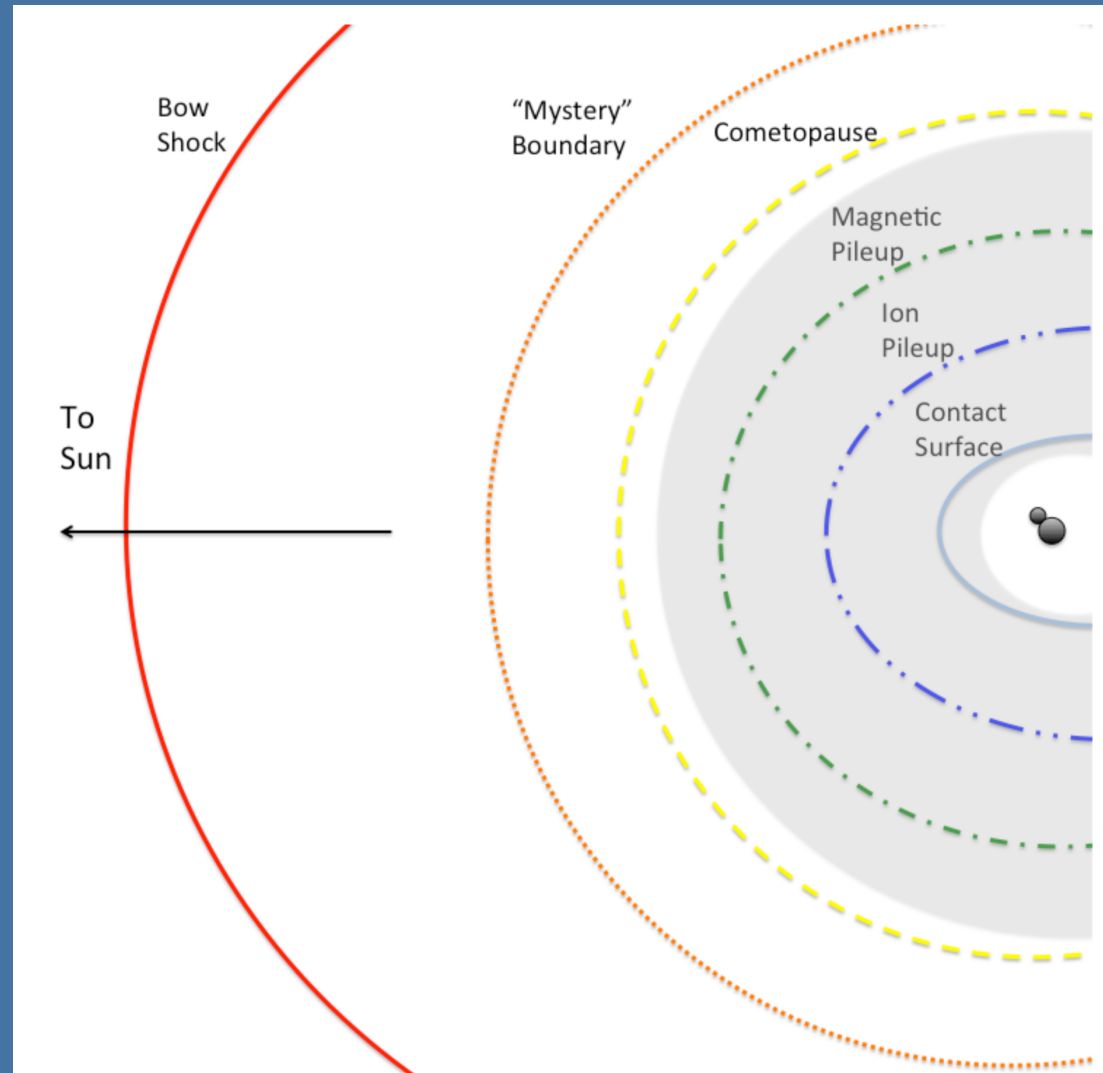 Bow
Shock
“Mystery”
Boundary
Cometopause
Magnetic
Pileup
Ion
Pileup
Contact
Surface
To
Sun